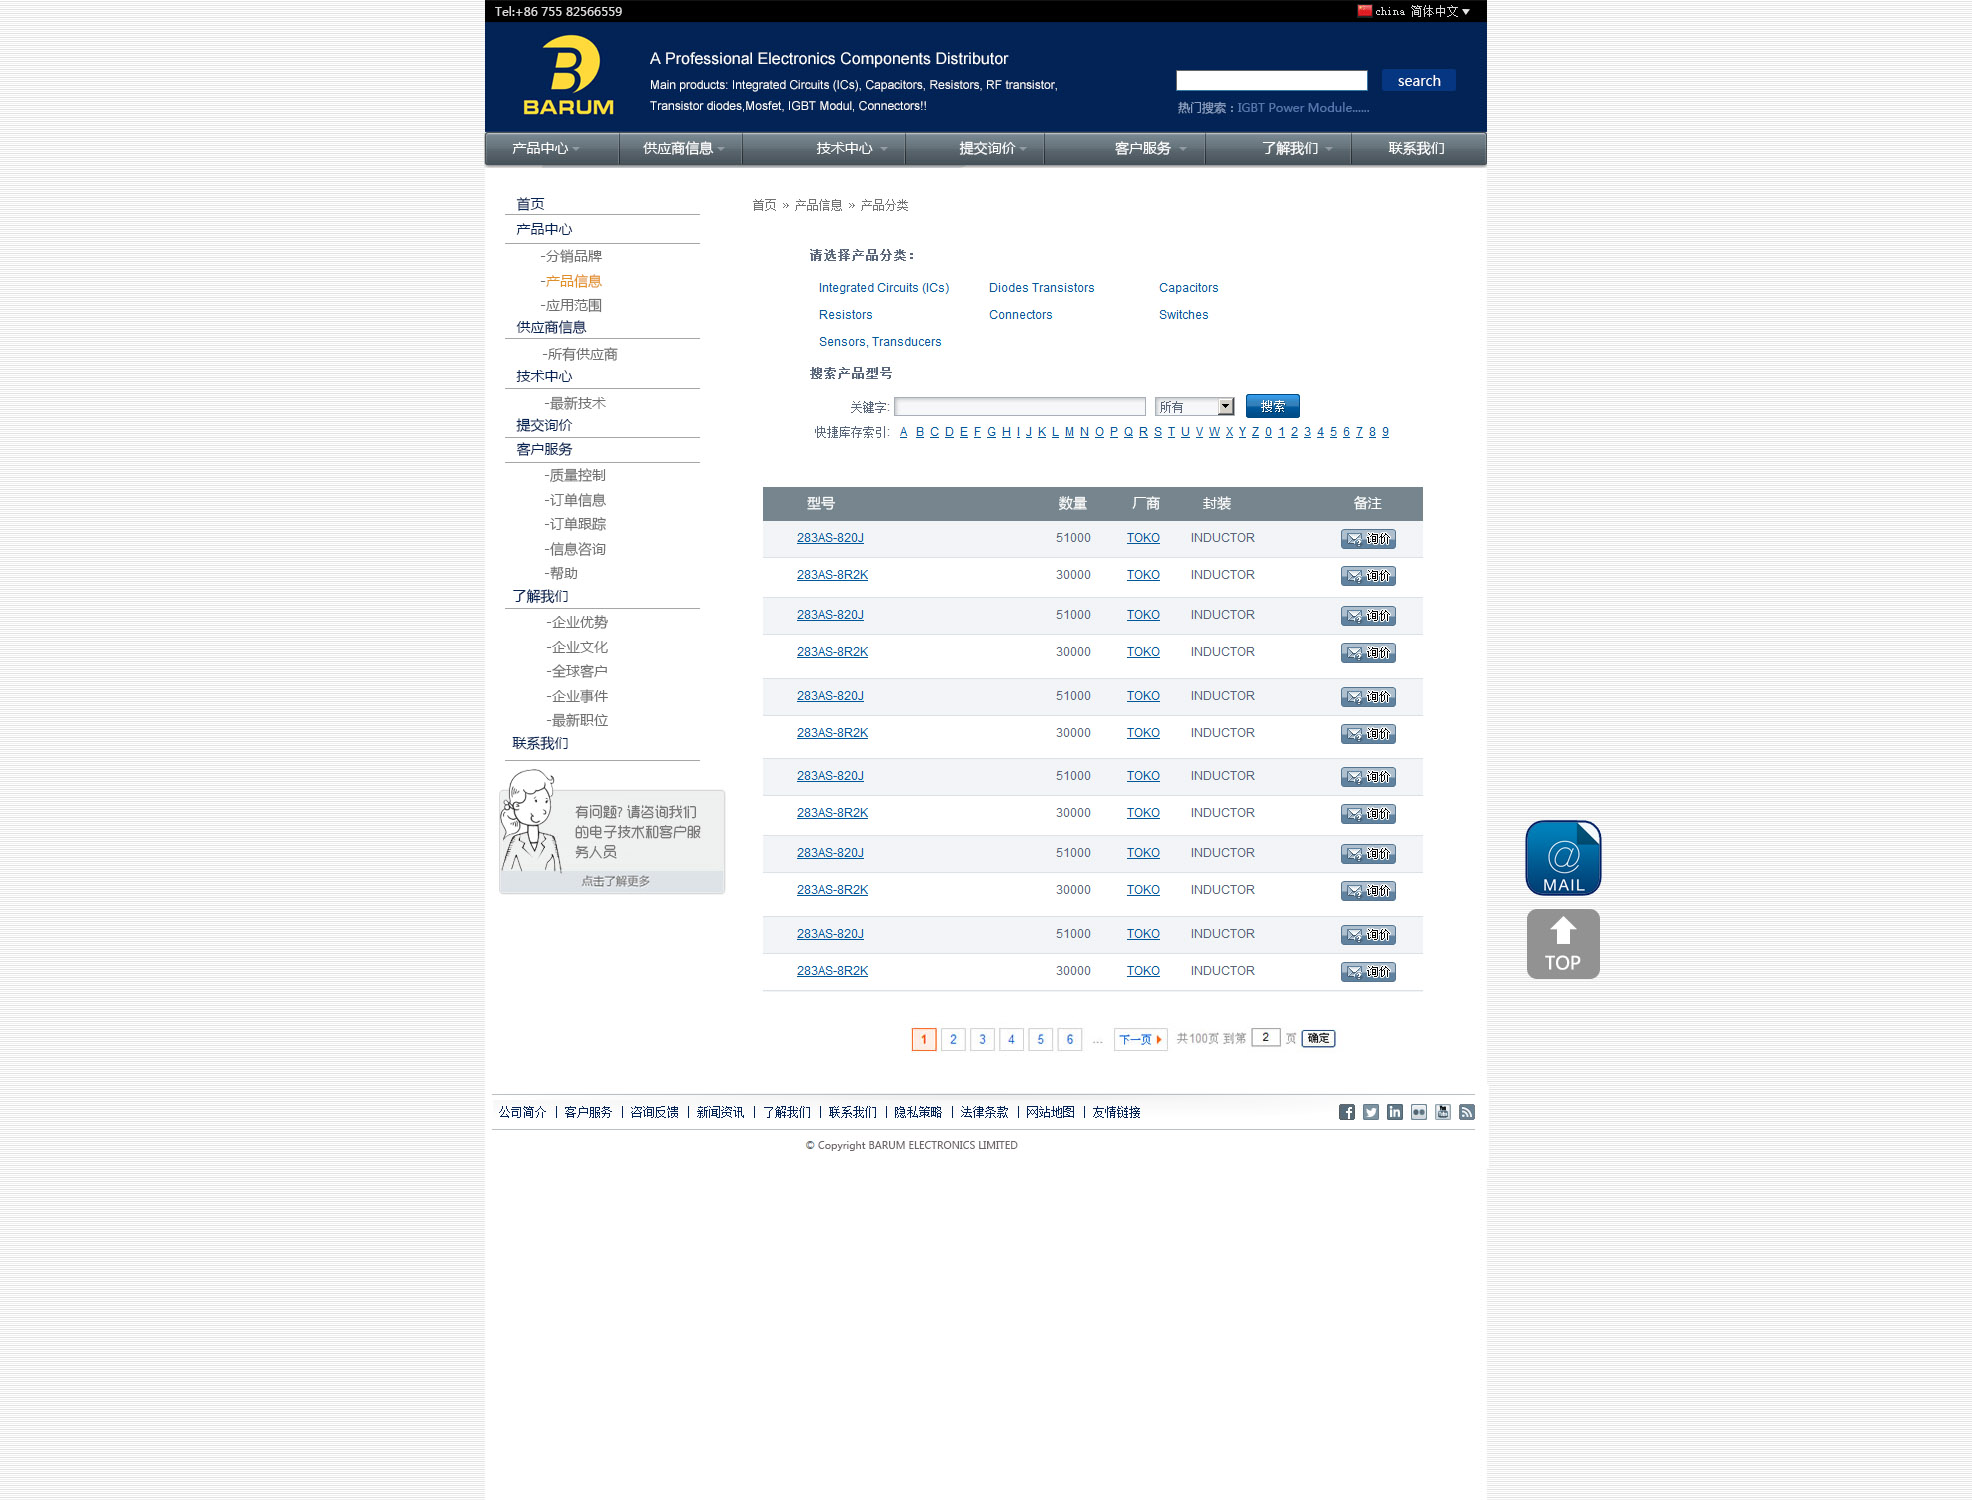 Tel:+86 755 82566559
china 简体中文
BARUM
A Professional Electronics Components Distributor
Main products: Integrated Circuits (ICs), Capacitors, Resistors, RF transistor,
Transistor diodes,Mosfet, IGBT Modul, Connectors!!
search
热门搜索：IGBT Power Module......
产品中心 供应商信息 技术中心 提交询价 客户服务 了解我们 联系我们
首页
产品中心
-分销品牌
-产品信息
-应用范围
供应商信息
-所有供应商
技术中心
-最新技术
提交询价
客户服务
-质量控制
-订单信息
-订单跟踪
-信息咨询
-帮助
了解我们
-企业优势
-企业文化
-全球客户
-企业事件
-最新职位
联系我们
有问题? 请咨询我们
的电子技术和客户服
务人员
点击了解更多
首页 » 产品信息 » 产品分类
请选择产品分类：
Integrated Circuits (ICs) Diodes Transistors Capacitors
Resistors Connectors Switches
Sensors, Transducers
搜索产品型号
关键字: 所有 搜索
快捷库存索引: A B C D E F G H I J K L M N O P Q R S T U V W X Y Z 0 1 2 3 4 5 6 7 8 9
型号 数量 厂商 封装 备注
283AS-820J 51000 TOKO INDUCTOR 询价
283AS-8R2K 30000 TOKO INDUCTOR 询价
283AS-820J 51000 TOKO INDUCTOR 询价
283AS-8R2K 30000 TOKO INDUCTOR 询价
283AS-820J 51000 TOKO INDUCTOR 询价
283AS-8R2K 30000 TOKO INDUCTOR 询价
283AS-820J 51000 TOKO INDUCTOR 询价
283AS-8R2K 30000 TOKO INDUCTOR 询价
283AS-820J 51000 TOKO INDUCTOR 询价
283AS-8R2K 30000 TOKO INDUCTOR 询价
283AS-820J 51000 TOKO INDUCTOR 询价
283AS-8R2K 30000 TOKO INDUCTOR 询价
1 2 3 4 5 6 ... 下一页 共100页 到第 2 页 确定
@
MAIL
TOP
公司简介 | 客户服务 | 咨询反馈 | 新闻资讯 | 了解我们 | 联系我们 | 隐私策略 | 法律条款 | 网站地图 | 友情链接
© Copyright BARUM ELECTRONICS LIMITED